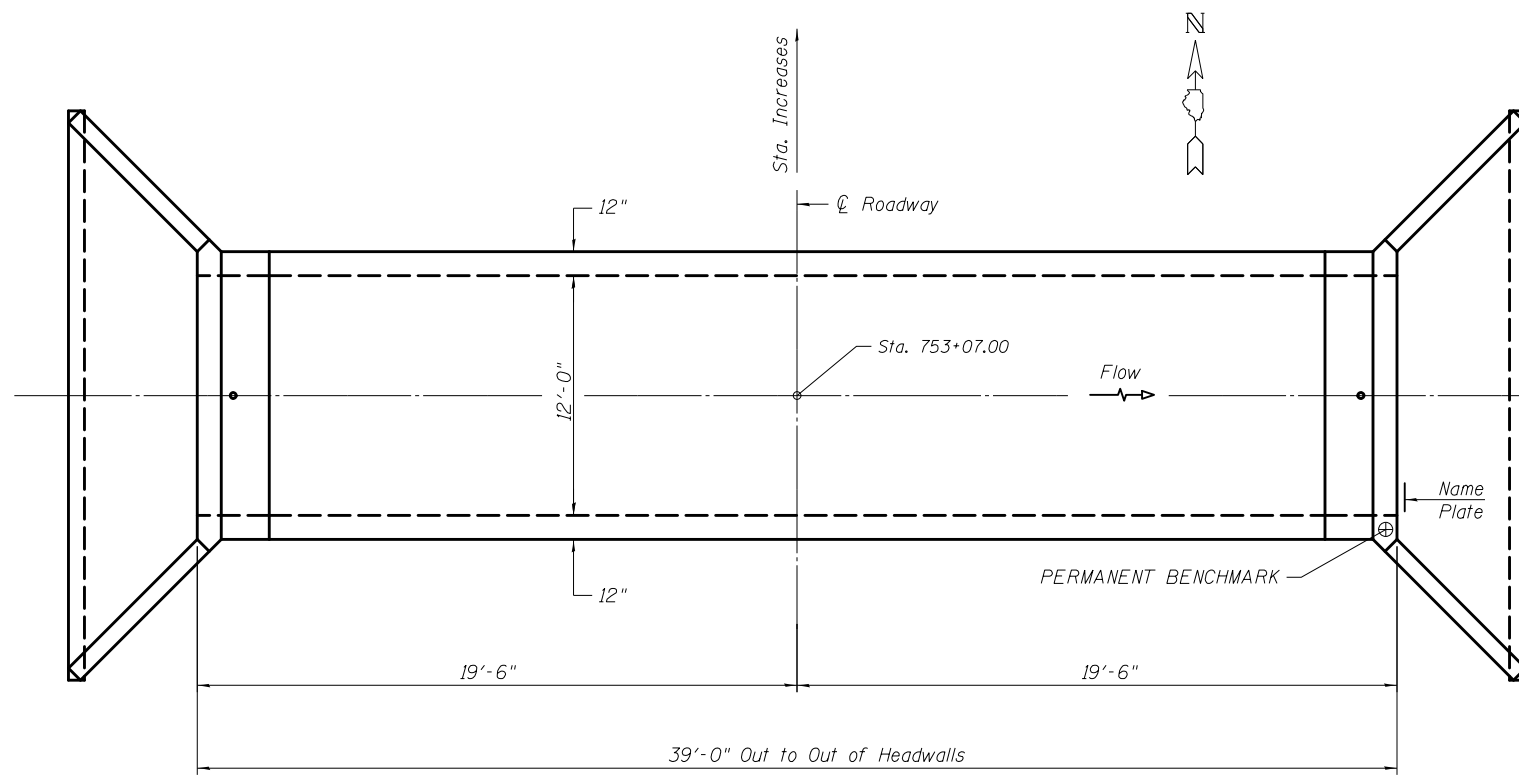 N
Sta. Increases
12"
℄ Roadway
Sta. 753+07.00
Flow
12'-0"
Name
Plate
PERMANENT BENCHMARK
12"
19'-6"
19'-6"
39'-0" Out to Out of Headwalls